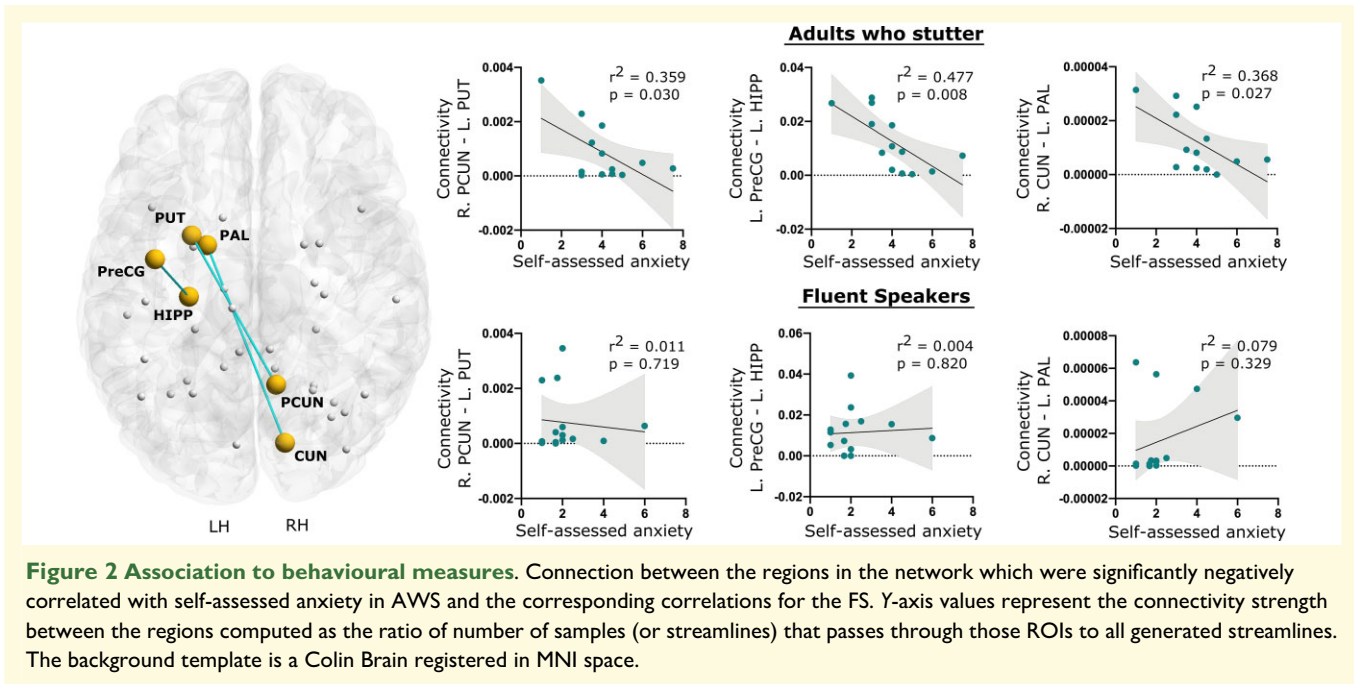 Adults who stutter
PUT
PAL
PreCG
HIPP
PCUN
CUN
LH
RH
Connectivity
R. PCUN - L. PUT
0.004
0.002
0.000
-0.002
r² = 0.359
p = 0.030
0
2
4
6
8
Self-assessed anxiety
Connectivity
L. PreCG - L. HIPP
0.04
0.02
0.00
-0.02
r² = 0.477
p = 0.008
0
2
4
6
8
Self-assessed anxiety
Connectivity
R. CUN - L. PAL
0.00004
0.00002
0.00000
-0.00002
r² = 0.368
p = 0.027
0
2
4
6
8
Self-assessed anxiety
Fluent Speakers
Connectivity
R. PCUN - L. PUT
0.004
0.002
0.000
-0.002
r² = 0.011
p = 0.719
0
2
4
6
8
Self-assessed anxiety
Connectivity
L. PreCG - L. HIPP
0.06
0.04
0.02
0.00
-0.02
r² = 0.004
p = 0.820
0
2
4
6
8
Self-assessed anxiety
Connectivity
R. CUN - L. PAL
0.00008
0.00006
0.00004
0.00002
0.00000
-0.00002
r² = 0.079
p = 0.329
0
2
4
6
8
Self-assessed anxiety
Figure 2 Association to behavioural measures. Connection between the regions in the network which were significantly negatively
correlated with self-assessed anxiety in AWS and the corresponding correlations for the FS. Y-axis values represent the connectivity strength
between the regions computed as the ratio of number of samples (or streamlines) that passes through those ROIs to all generated streamlines.
The background template is a Colin Brain registered in MNI space.